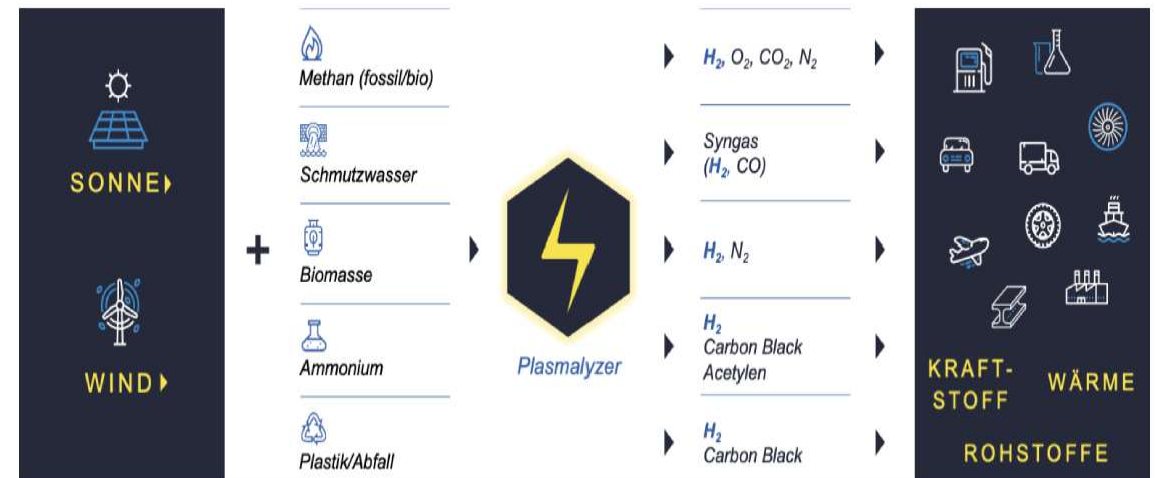 SONNE
WIND
+
Methan (fossil/bio)
Schmutzwasser
Biomasse
Ammonium
Plastik/Abfall
Plasmalyzer
H₂, O₂, CO₂, N₂
Syngas
(H₂, CO)
H₂, N₂
H₂
Carbon Black
Acetylen
H₂
Carbon Black
KRAFT-
STOFF
WÄRME
ROHSTOFFE